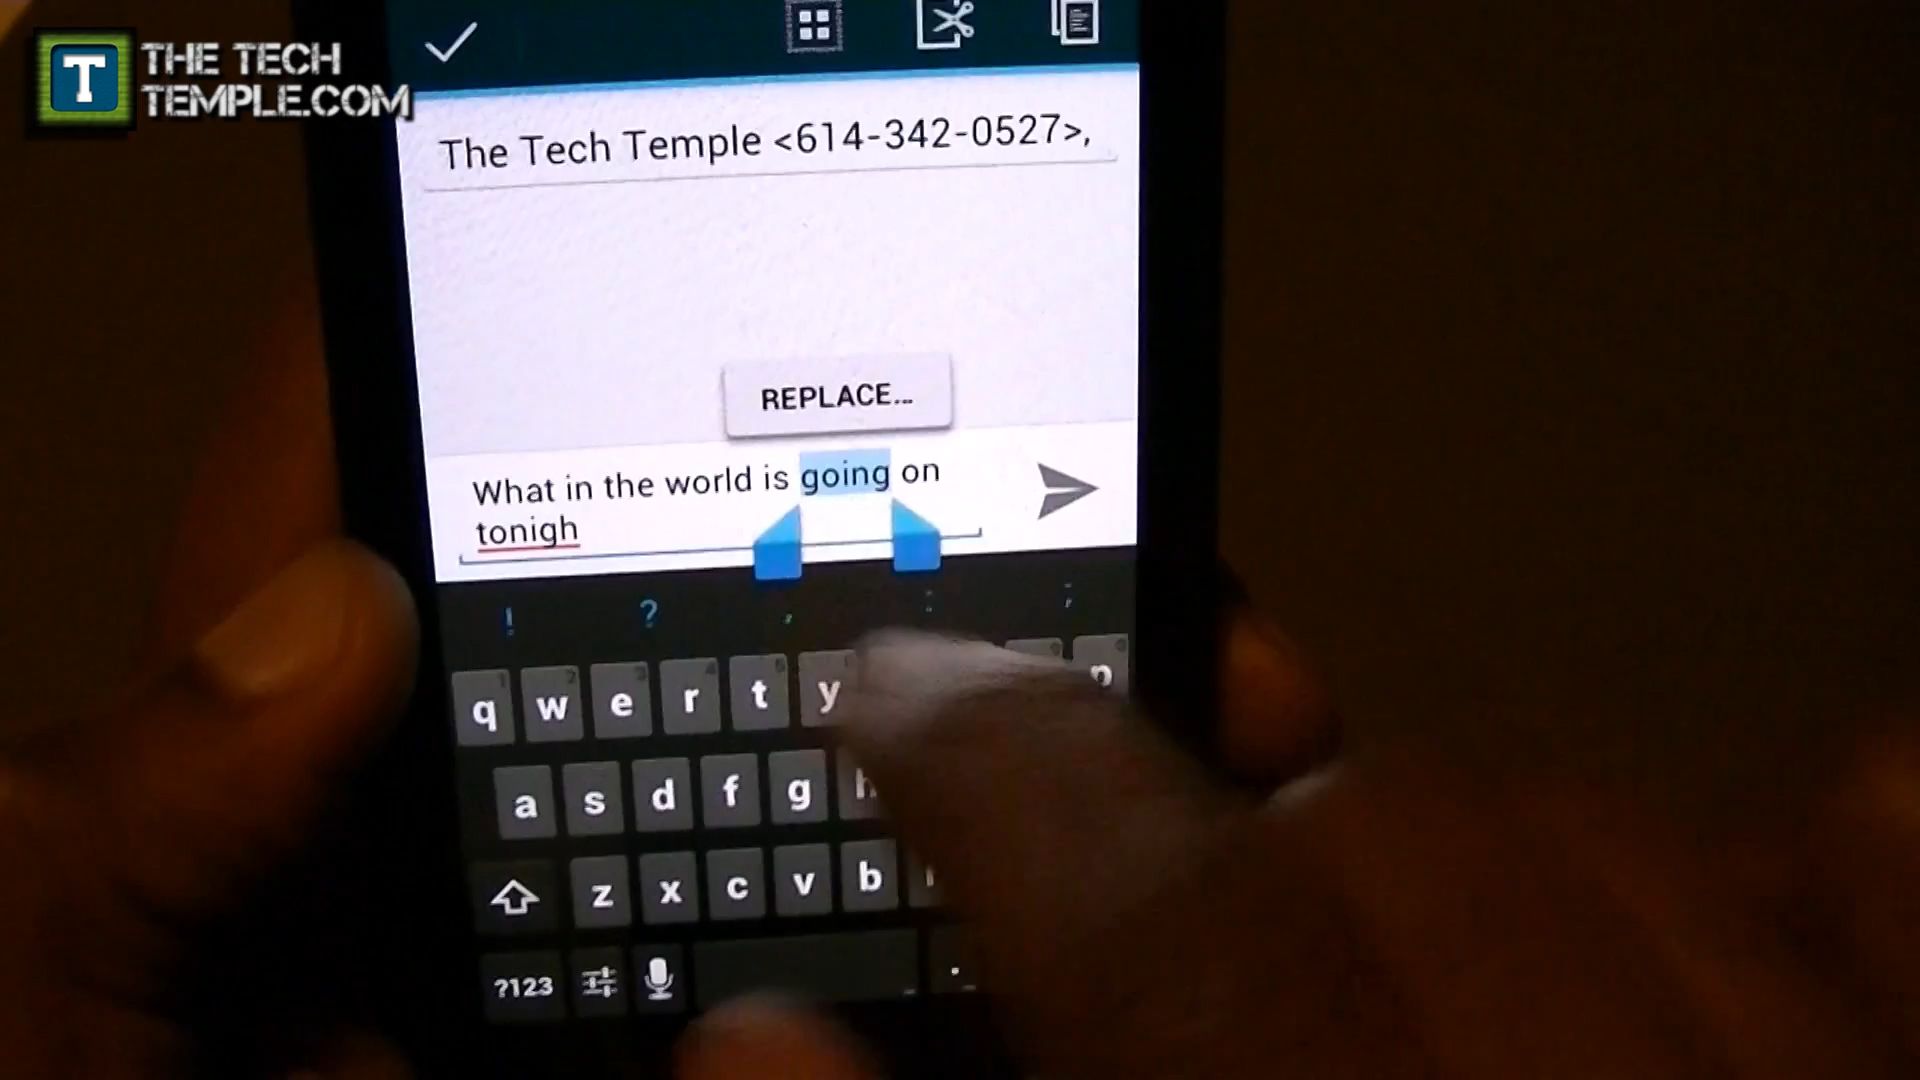 THE TECH
TEMPLE.COM
T
The Tech Temple <614-342-0527>,
REPLACE...
What in the world is going on
tonigh
! ? , : ;
q w e r t y p
a s d f g h
z x c v b
?123 .